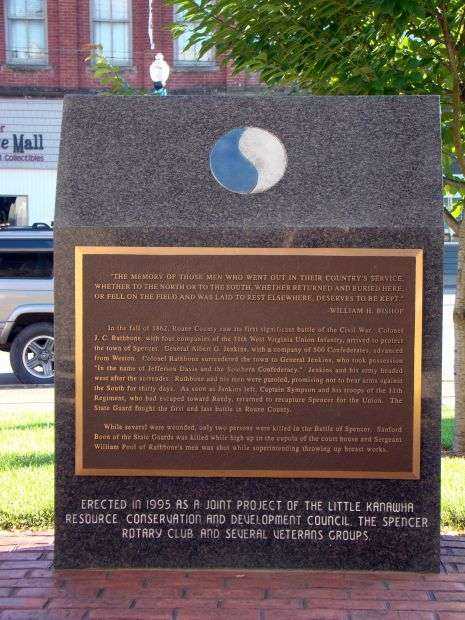 e Mall
Collectibles
"THE MEMORY OF THOSE MEN WHO WENT OUT IN THEIR COUNTRY'S SERVICE,
WHETHER TO THE NORTH OR TO THE SOUTH, WHETHER RETURNED AND BURIED HERE,
OR FELL ON THE FIELD AND WAS LAID TO REST ELSEWHERE, DESERVES TO BE KEPT."
-WILLIAM H. BISHOP
In the fall of 1862, Roane County saw its first significant battle of the Civil War. Colonel
J. C. Rathbone, with four companies of the 11th West Virginia Union Infantry, arrived to protect
the town of Spencer. General Albert G. Jenkins, with a company of 500 Confederates, advanced
from Weston. Colonel Rathbone surrendered the town to General Jenkins, who took possession
"In the name of Jefferson Davis and the Southern Confederacy." Jenkins and his army headed
west after the surrender. Rathbone and his men were paroled, promising not to bear arms against
the South for thirty days. As soon as Jenkins left, Captain Sympson and his troops of the 11th
Regiment, who had escaped toward Reedy, returned to recapture Spencer for the Union. The
State Guard fought the first and last battle in Roane County.
While several were wounded, only two persons were killed in the Battle of Spencer. Sanford
Boon of the State Guards was killed while high up in the cupola of the court house and Sergeant
William Pool of Rathbone's men was shot while superintending throwing up breast works.
ERECTED IN 1995 AS A JOINT PROJECT OF THE LITTLE KANAWHA
RESOURCE CONSERVATION AND DEVELOPMENT COUNCIL, THE SPENCER
ROTARY CLUB AND SEVERAL VETERANS GROUPS.